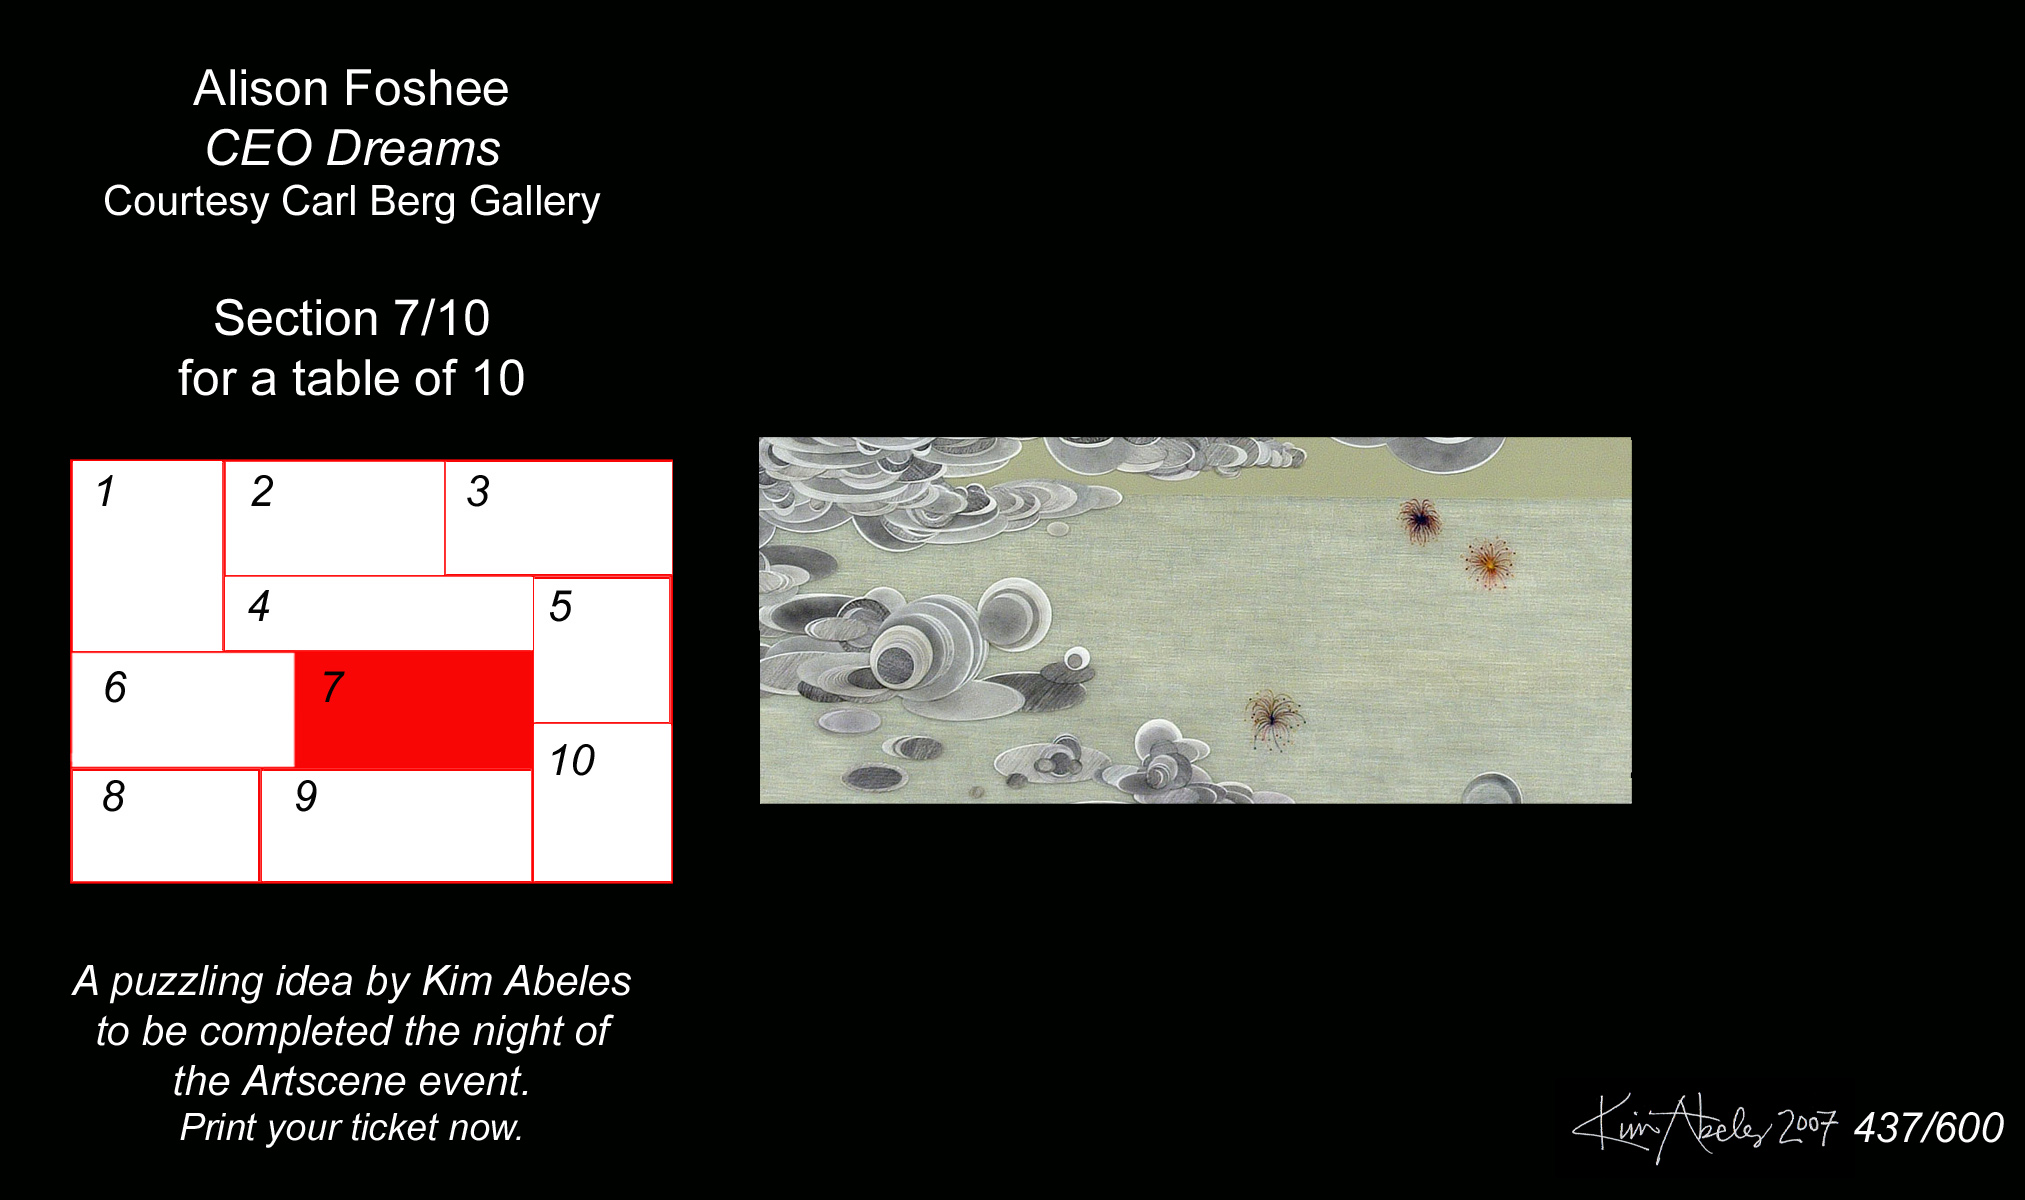 Alison Foshee
CEO Dreams
Courtesy Carl Berg Gallery
Section 7/10
for a table of 10
1
2
3
4
5
6
7
8
9
10
A puzzling idea by Kim Abeles
to be completed the night of
the Artscene event.
Print your ticket now.
Kim Abeles 2007 437/600